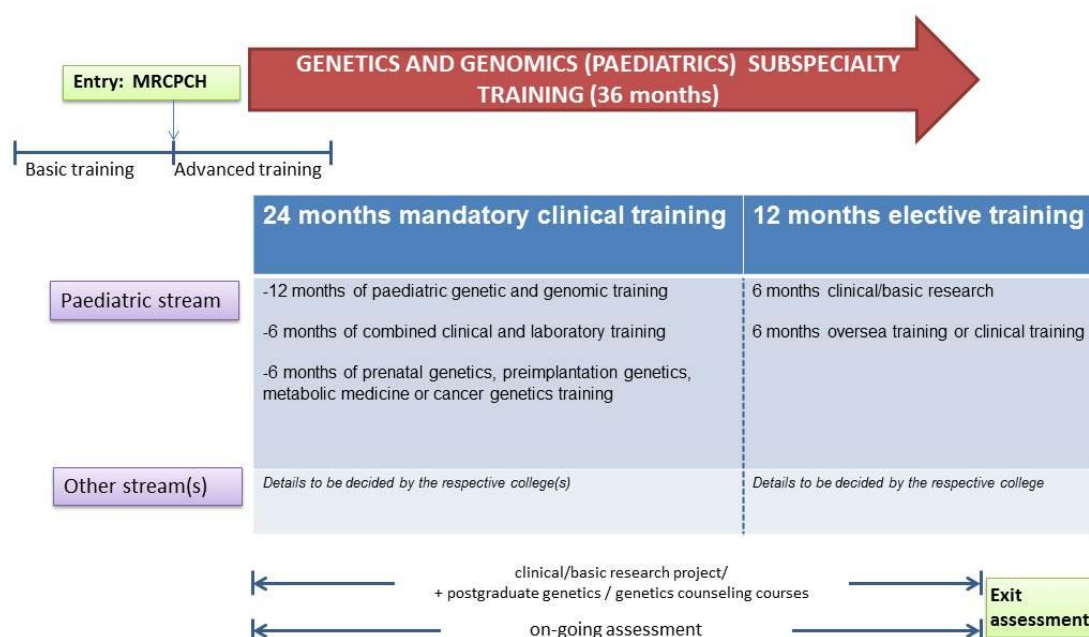 GENETICS AND GENOMICS (PAEDIATRICS) SUBSPECIALTY
TRAINING (36 months)
Entry: MRCPCH
Basic training
Advanced training
24 months mandatory clinical training
12 months elective training
Paediatric stream
-12 months of paediatric genetic and genomic training
-6 months of combined clinical and laboratory training
-6 months of prenatal genetics, preimplantation genetics,
metabolic medicine or cancer genetics training
6 months clinical/basic research
6 months oversea training or clinical training
Other stream(s)
Details to be decided by the respective college(s)
Details to be decided by the respective college
clinical/basic research project/
+ postgraduate genetics / genetics counseling courses
on-going assessment
Exit
assessment